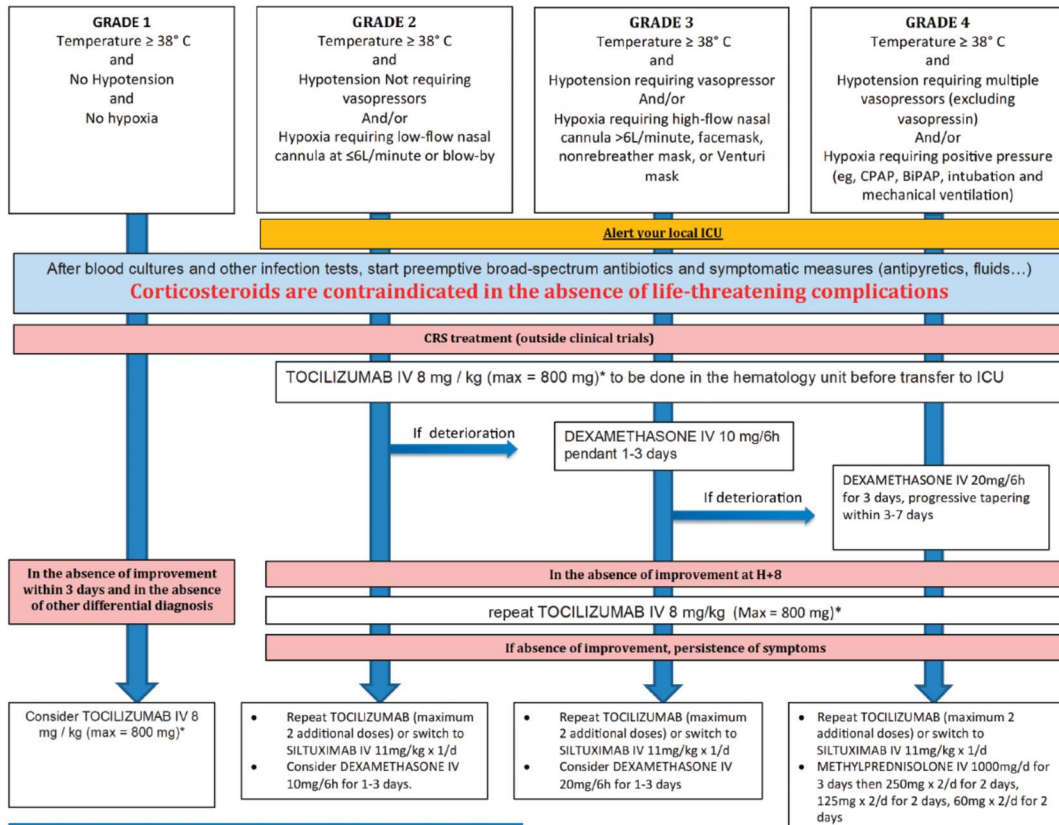 GRADE 1
Temperature ≥ 38° C
and
No Hypotension
and
No hypoxia
GRADE 2
Temperature ≥ 38° C
and
Hypotension Not requiring
vasopressors
And/or
Hypoxia requiring low-flow nasal
cannula at ≤6L/minute or blow-by
GRADE 3
Temperature ≥ 38° C
and
Hypotension requiring vasopressor
And/or
Hypoxia requiring high-flow nasal
cannula >6L/minute, facemask,
nonrebreather mask, or Venturi
mask
GRADE 4
Temperature ≥ 38° C
and
Hypotension requiring multiple
vasopressors (excluding
vasopressin)
And/or
Hypoxia requiring positive pressure
(eg, CPAP, BiPAP, intubation and
mechanical ventilation)
Alert your local ICU
After blood cultures and other infection tests, start preemptive broad-spectrum antibiotics and symptomatic measures (antipyretics, fluids…)
Corticosteroids are contraindicated in the absence of life-threatening complications
CRS treatment (outside clinical trials)
TOCILIZUMAB IV 8 mg / kg (max = 800 mg)* to be done in the hematology unit before transfer to ICU
If deterioration
DEXAMETHASONE IV 10 mg/6h
pendant 1-3 days
If deterioration
DEXAMETHASONE IV 20mg/6h
for 3 days, progressive tapering
within 3-7 days
In the absence of improvement
within 3 days and in the absence
of other differential diagnosis
In the absence of improvement at H+8
repeat TOCILIZUMAB IV 8 mg/kg (Max = 800 mg)*
If absence of improvement, persistence of symptoms
Consider TOCILIZUMAB IV 8
mg / kg (max = 800 mg)*
• Repeat TOCILIZUMAB (maximum
2 additional doses) or switch to
SILTUXIMAB IV 11mg/kg x 1/d
• Consider DEXAMETHASONE IV
10mg/6h for 1-3 days.
• Repeat TOCILIZUMAB (maximum
2 additional doses) or switch to
SILTUXIMAB IV 11mg/kg x 1/d
• Consider DEXAMETHASONE IV
20mg/6h for 1-3 days
• Repeat TOCILIZUMAB (maximum 2
additional doses) or switch to
SILTUXIMAB IV 11mg/kg x 1/d
• METHYLPREDNISOLONE IV 1000mg/d for
3 days then 250mg x 2/d for 2 days,
125mg x 2/d for 2 days, 60mg x 2/d for 2
days